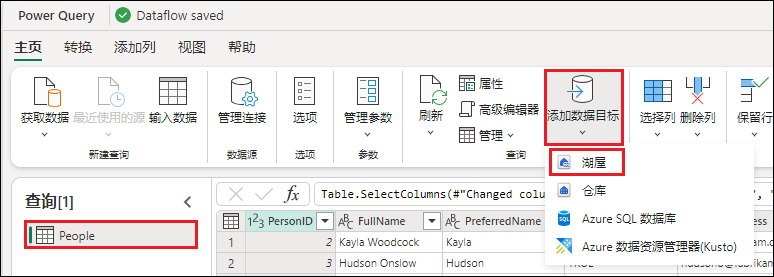 Power Query Dataflow saved
主页 转换 添加列 视图 帮助
获取数据 最近使用的源 输入数据
新建查询
管理连接
数据源
选项
选项
管理参数
参数
刷新
属性
高级编辑器
管理
查询
添加数据目标
选择列 删除列
保留行
湖屋
仓库
Azure SQL 数据库
Azure 数据资源管理器(Kusto)
查询[1]
People
fx Table.SelectColumns(#"Changed colu
PersonID FullName PreferredName
1 2 Kayla Woodcock Kayla
2 3 Hudson Onslow Hudson